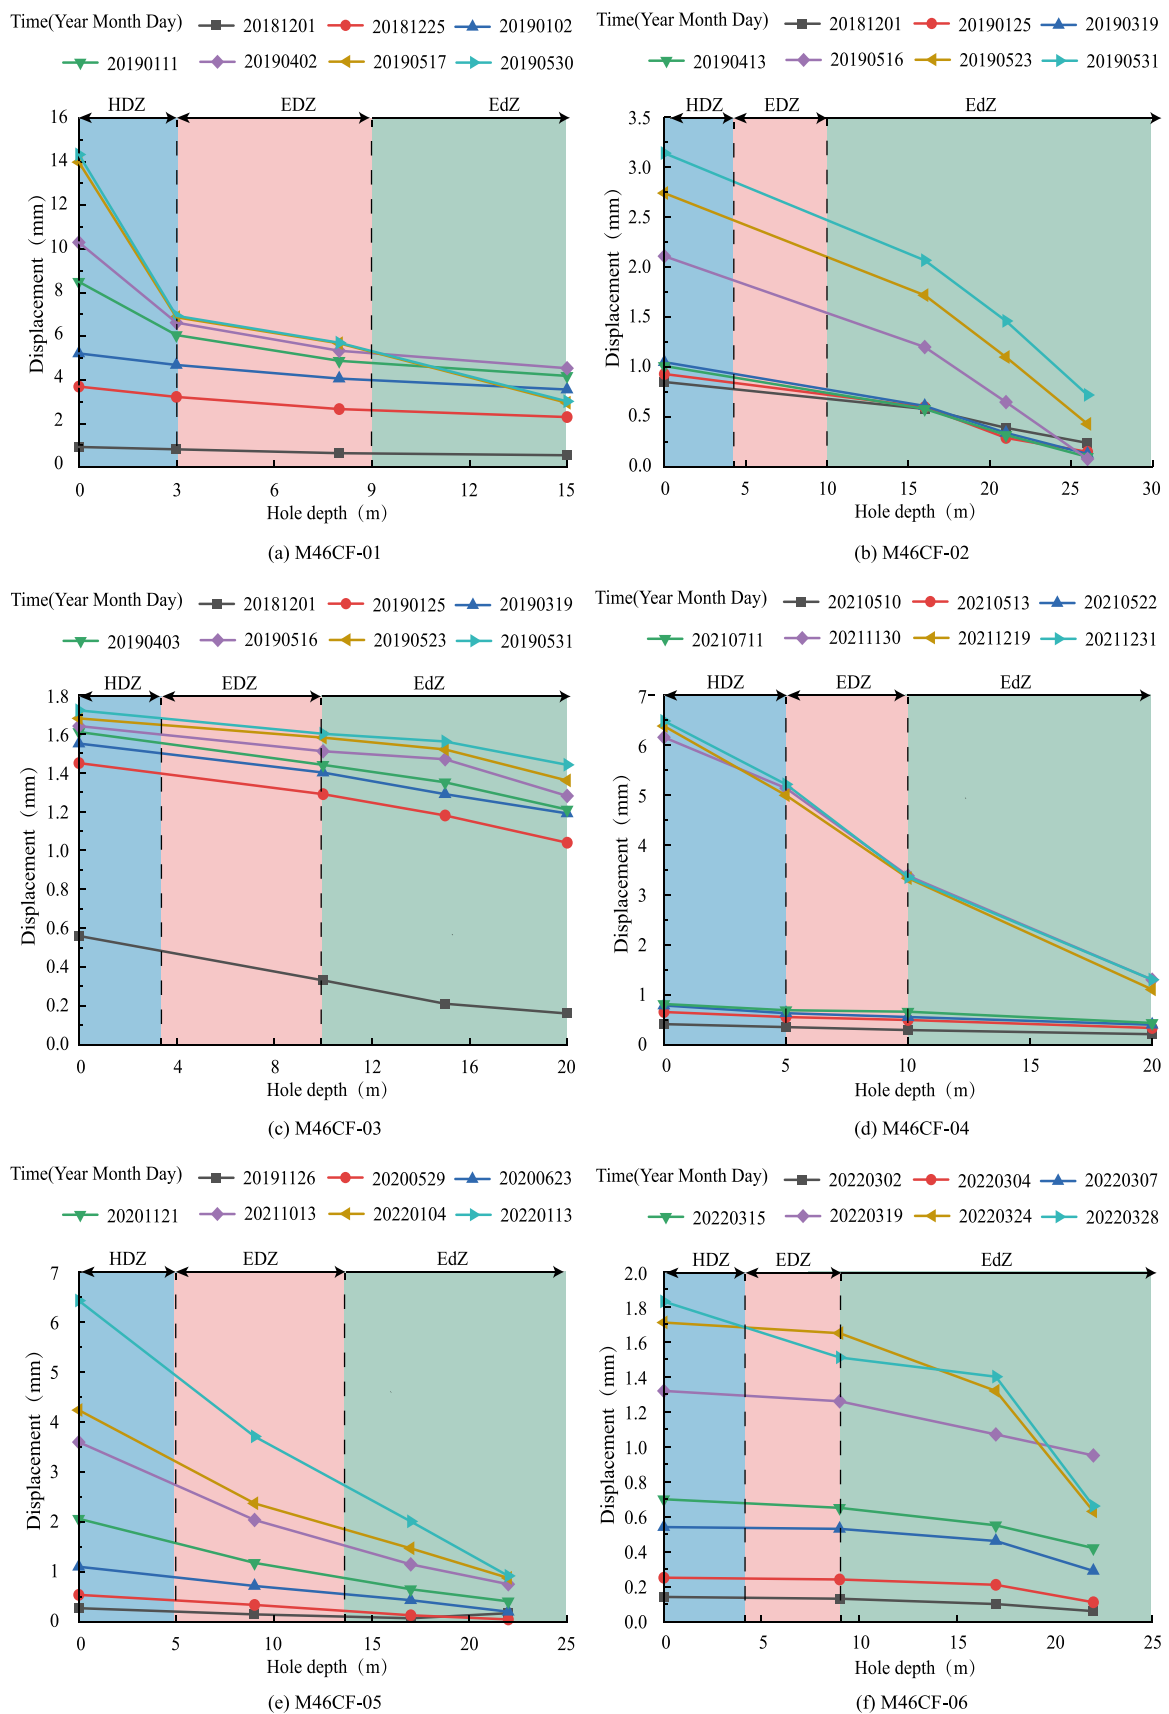 Time(Year Month Day) 20181201 20181225 20190102
20190111 20190402 20190517 20190530
HDZ EDZ EdZ
16
14
12
10
8
6
4
2
0
Displacement（mm）
0 3 6 9 12 15
Hole depth（m）
(a) M46CF-01
Time(Year Month Day) 20181201 20190125 20190319
20190413 20190516 20190523 20190531
HDZ EDZ EdZ
3.5
3.0
2.5
2.0
1.5
1.0
0.5
0.0
Displacement（mm）
0 5 10 15 20 25 30
Hole depth（m）
(b) M46CF-02
Time(Year Month Day) 20181201 20190125 20190319
20190403 20190516 20190523 20190531
HDZ EDZ EdZ
1.8
1.6
1.4
1.2
1.0
0.8
0.6
0.4
0.2
0.0
Displacement（mm）
0 4 8 12 16 20
Hole depth（m）
(c) M46CF-03
Time(Year Month Day) 20210510 20210513 20210522
20210711 20211130 20211219 20211231
HDZ EDZ EdZ
7
6
5
4
3
2
1
0
Displacement（mm）
0 5 10 15 20
Hole depth（m）
(d) M46CF-04
Time(Year Month Day) 20191126 20200529 20200623
20201121 20211013 20220104 20220113
HDZ EDZ EdZ
7
6
5
4
3
2
1
0
Displacement（mm）
0 5 10 15 20 25
Hole depth（m）
(e) M46CF-05
Time(Year Month Day) 20220302 20220304 20220307
20220315 20220319 20220324 20220328
HDZ EDZ EdZ
2.0
1.8
1.6
1.4
1.2
1.0
0.8
0.6
0.4
0.2
0.0
Displacement（mm）
0 5 10 15 20 25
Hole depth（m）
(f) M46CF-06